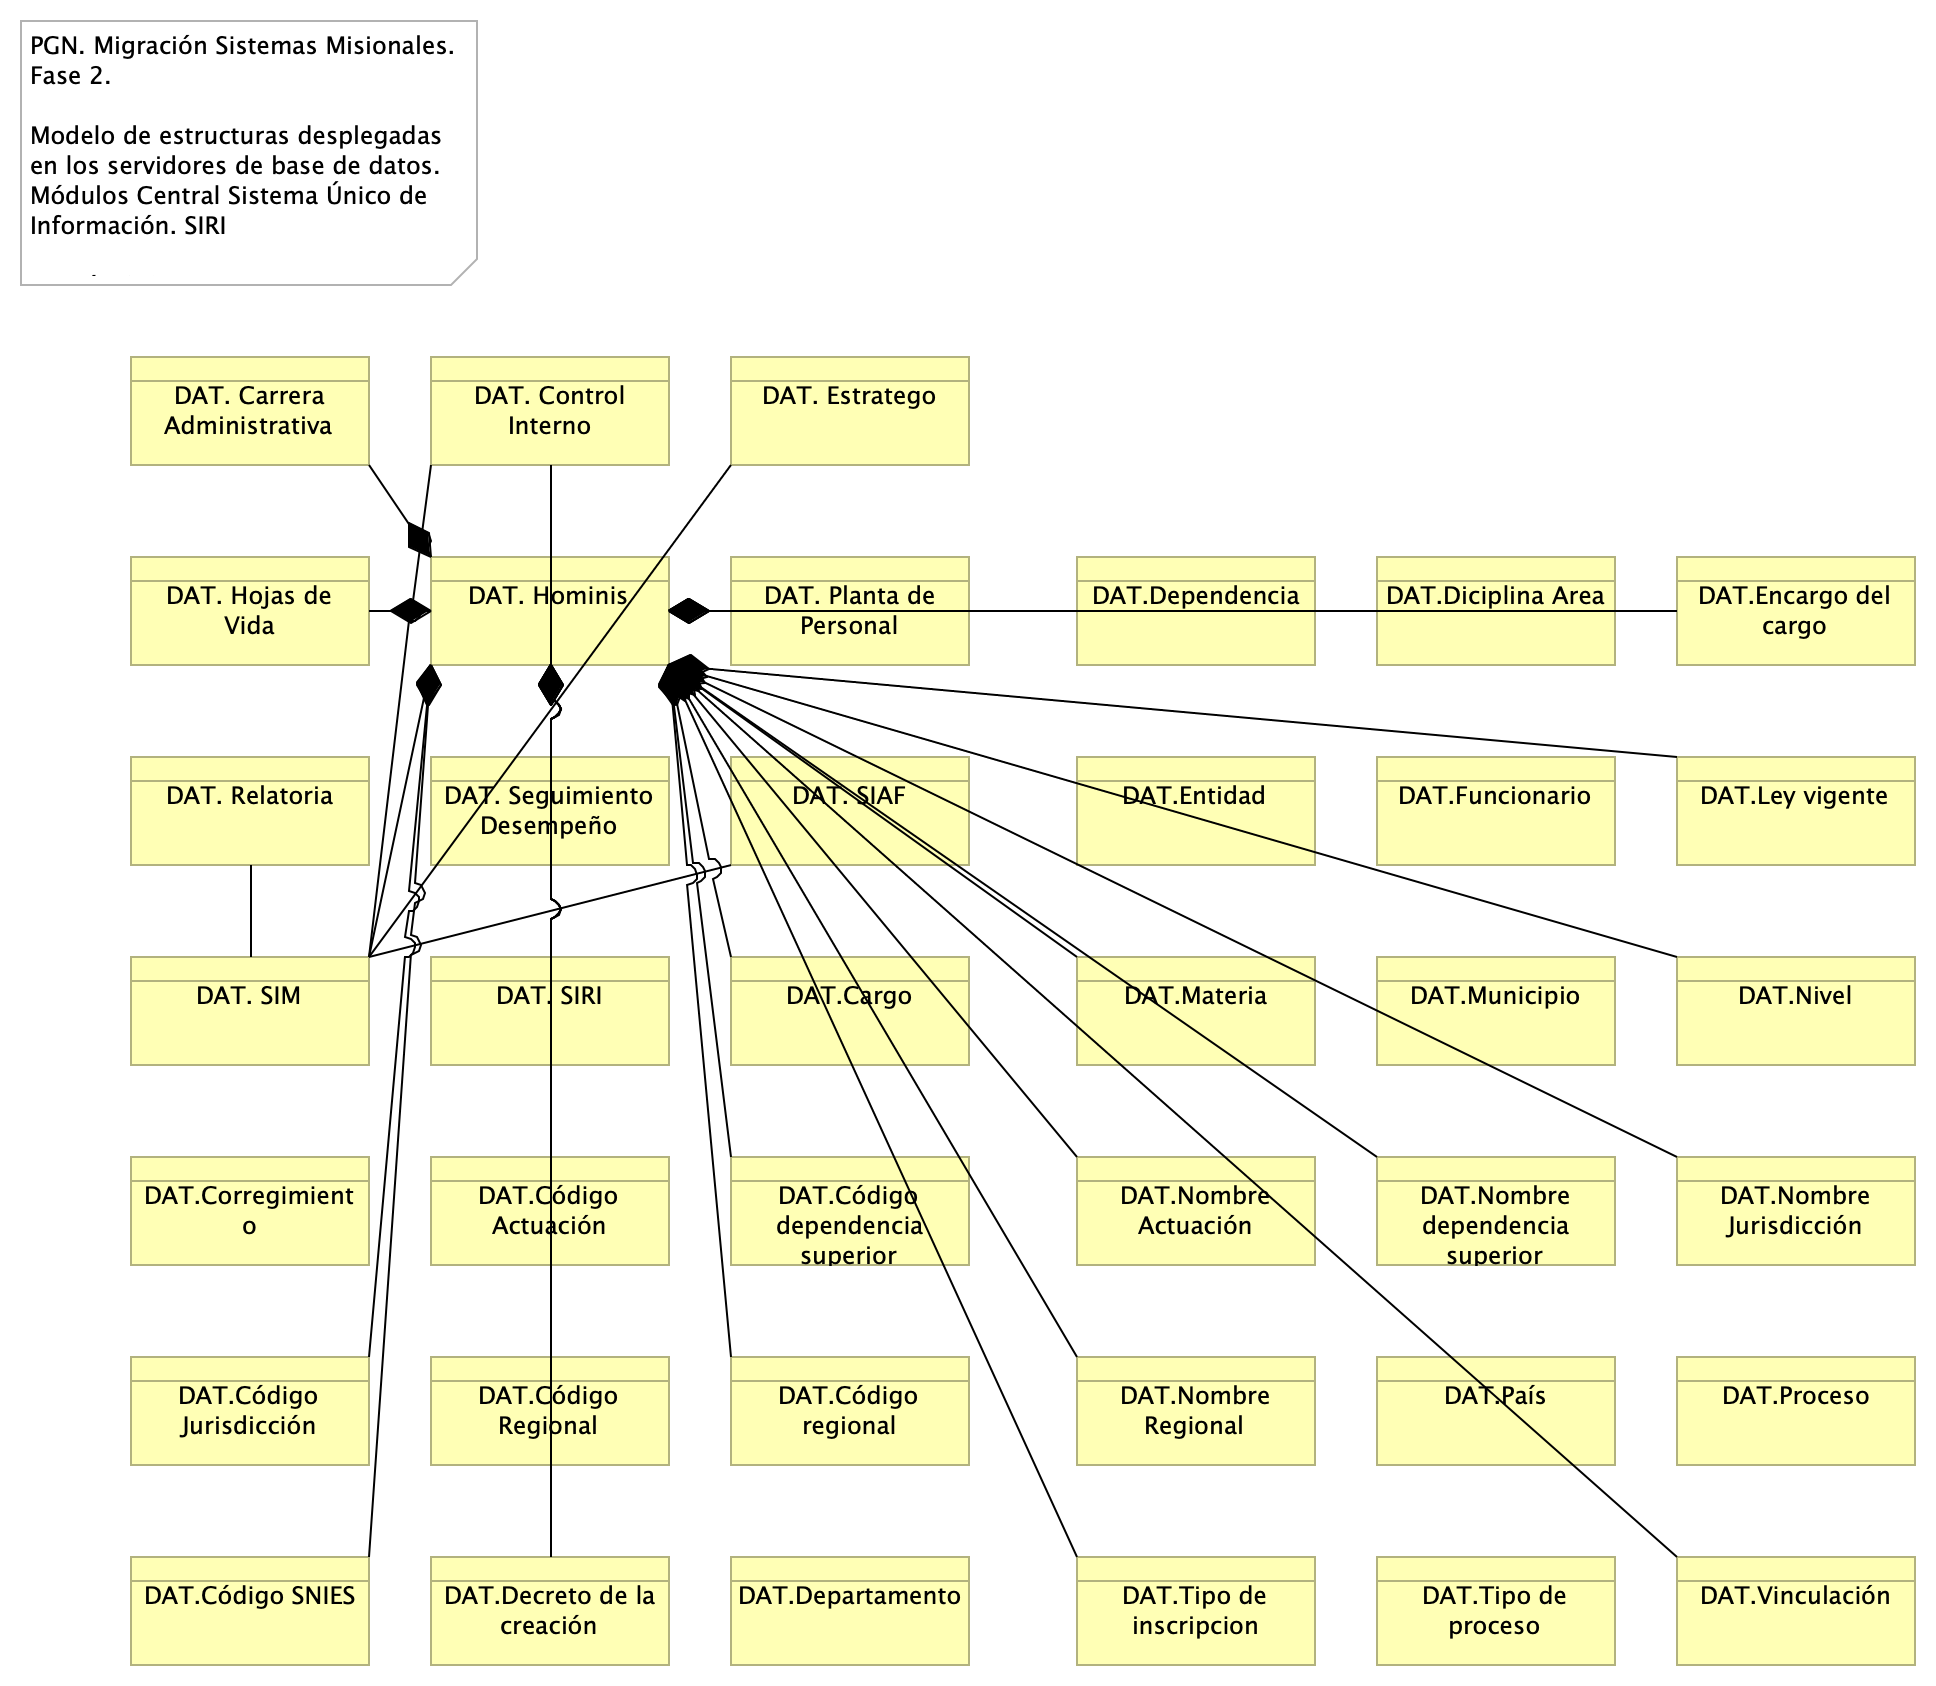 PGN. Migración Sistemas Misionales.
Fase 2.
Modelo de estructuras desplegadas
en los servidores de base de datos.
Módulos Central Sistema Único de
Información. SIRI
DAT. Carrera
Administrativa
DAT. Control
Interno
DAT. Estratego
DAT. Hojas de
Vida
DAT. Hominis
DAT. Planta de
Personal
DAT.Dependencia
DAT.Diciplina Area
DAT.Encargo del
cargo
DAT. Relatoria
DAT. Seguimiento
Desempeño
DAT. SIAF
DAT.Entidad
DAT.Funcionario
DAT.Ley vigente
DAT. SIM
DAT. SIRI
DAT.Cargo
DAT.Materia
DAT.Municipio
DAT.Nivel
DAT.Corregimient
o
DAT.Código
Actuación
DAT.Código
dependencia
superior
DAT.Nombre
Actuación
DAT.Nombre
dependencia
superior
DAT.Nombre
Jurisdicción
DAT.Código
Jurisdicción
DAT.Código
Regional
DAT.Código
regional
DAT.Nombre
Regional
DAT.País
DAT.Proceso
DAT.Código SNIES
DAT.Decreto de la
creación
DAT.Departamento
DAT.Tipo de
inscripcion
DAT.Tipo de
proceso
DAT.Vinculación